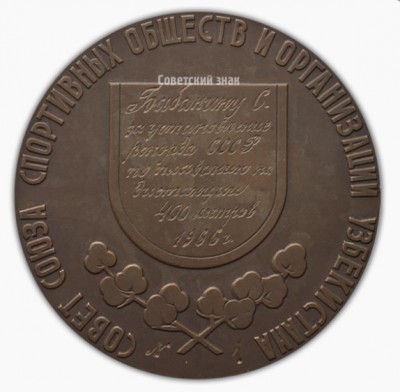 СОВЕТ СОЮЗА СПОРТИВНЫХ ОБЩЕСТВ И ОРГАНИЗАЦИЙ УЗБЕКИСТАНА
Советский знак
С.
за установление
рекорда СССР
по плаванию на
дистанции
400 метров
1966 г.
N 1